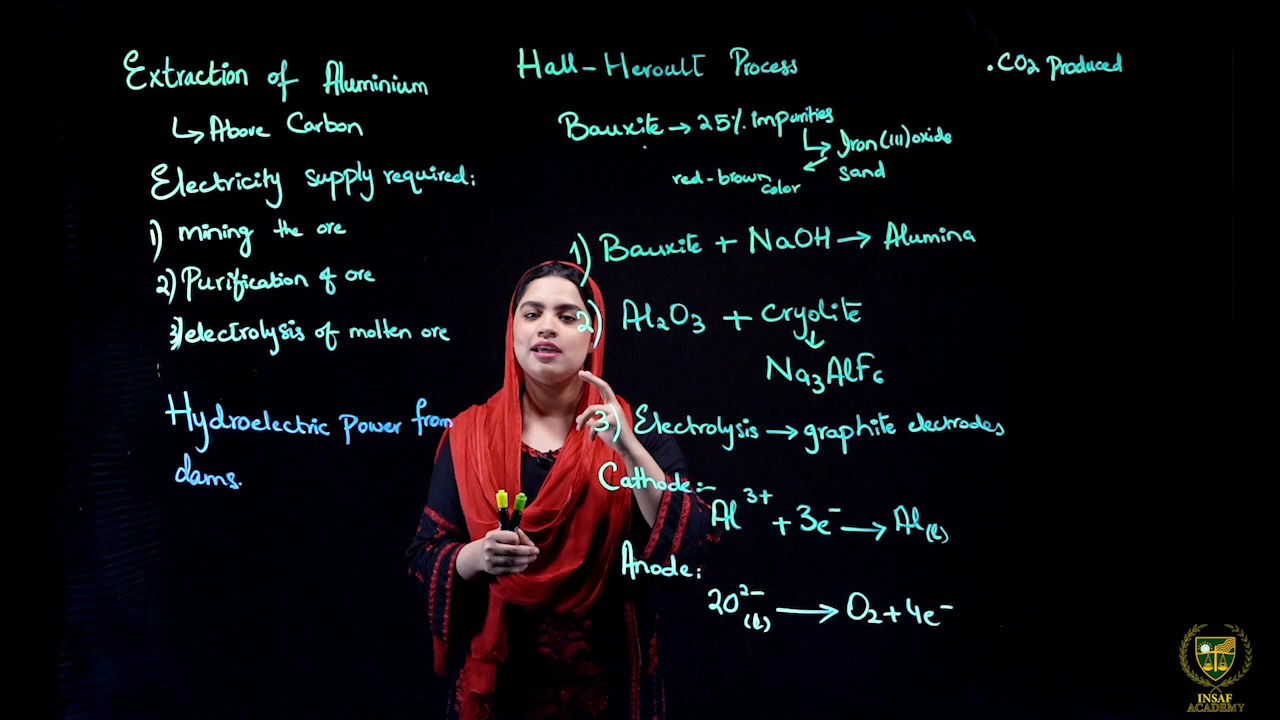 Extraction of Aluminium
↳ Above Carbon
Electricity supply required:
1) mining the ore
2) Purification of ore
3) electrolysis of molten ore
Hydroelectric Power from
dams.
Hall-Heroult Process
Bauxite → 25% impurities
↳ Iron(III)oxide
sand
red-brown
color
1) Bauxite + NaOH → Alumina
2) Al2O3 + Cryolite
↓
Na3AlF6
3) Electrolysis → graphite electrodes
Cathode:-
Al3+ + 3e- → Al(l)
Anode:
2O2-(l) → O2 + 4e-
.CO2 Produced
INSAF
ACADEMY